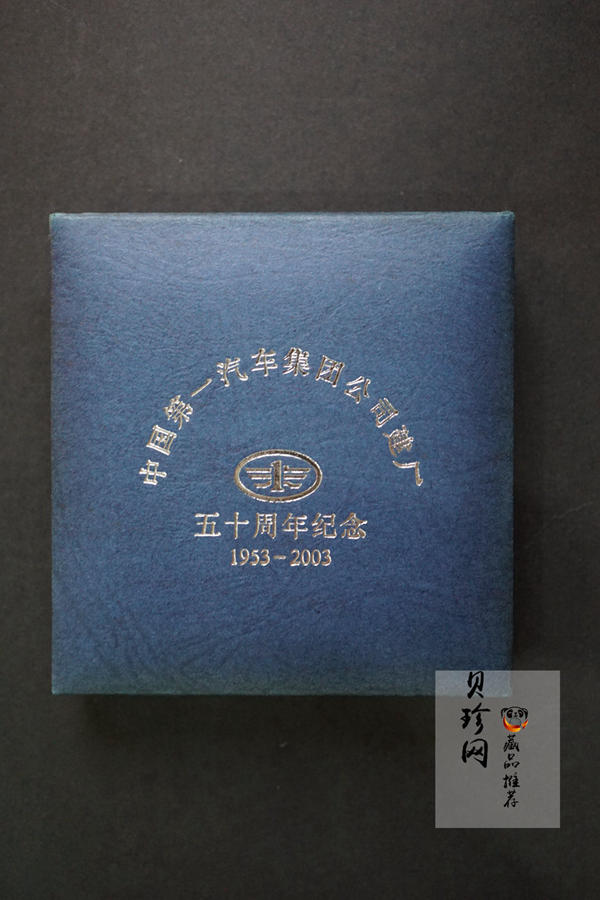 中国第一汽车集团公司建厂
五十周年纪念
1953-2003
贝珍网
藏品推荐